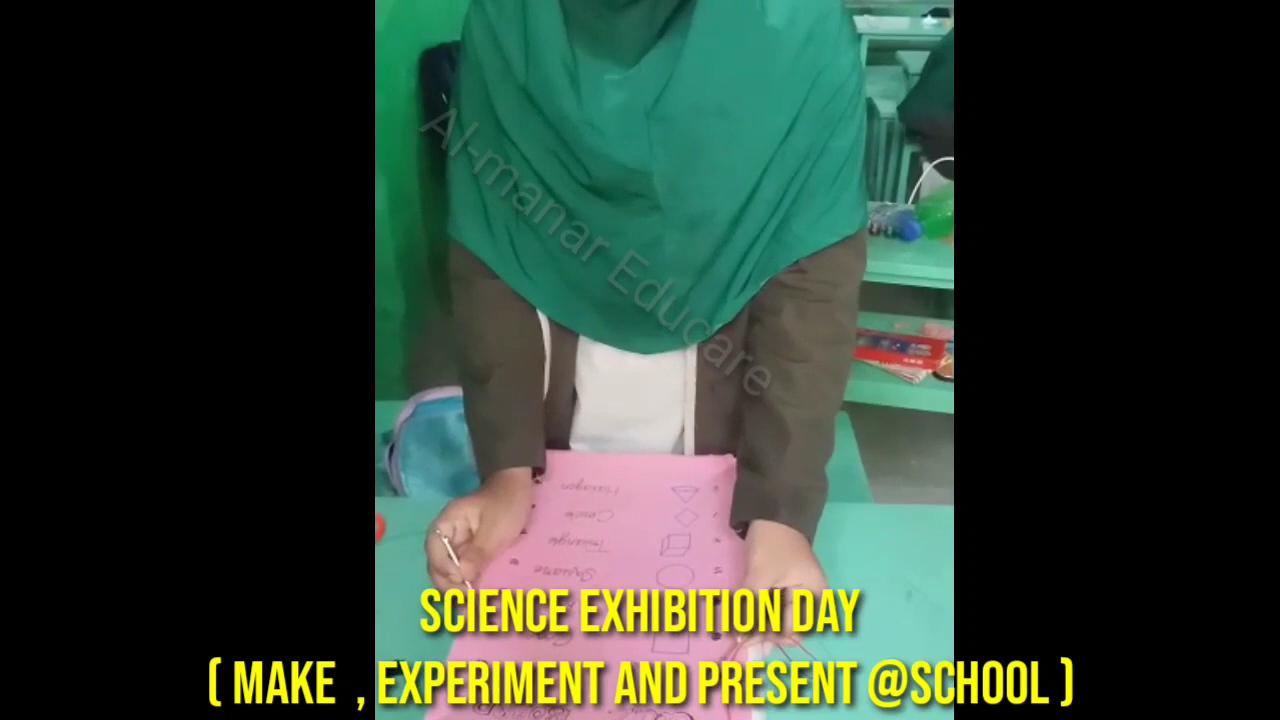 Al-manar Educare
Hexagon
Circle
Triangle
Square
SCIENCE EXHIBITION DAY
( MAKE , EXPERIMENT AND PRESENT @SCHOOL )